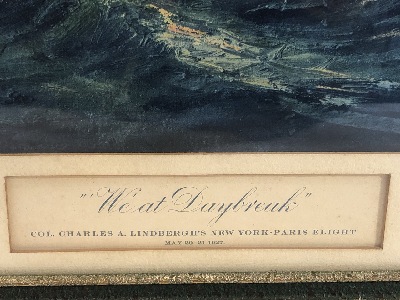 "'We' at Daybreak"
COL. CHARLES A. LINDBERGH'S NEW YORK-PARIS FLIGHT
MAY 20-21 1927